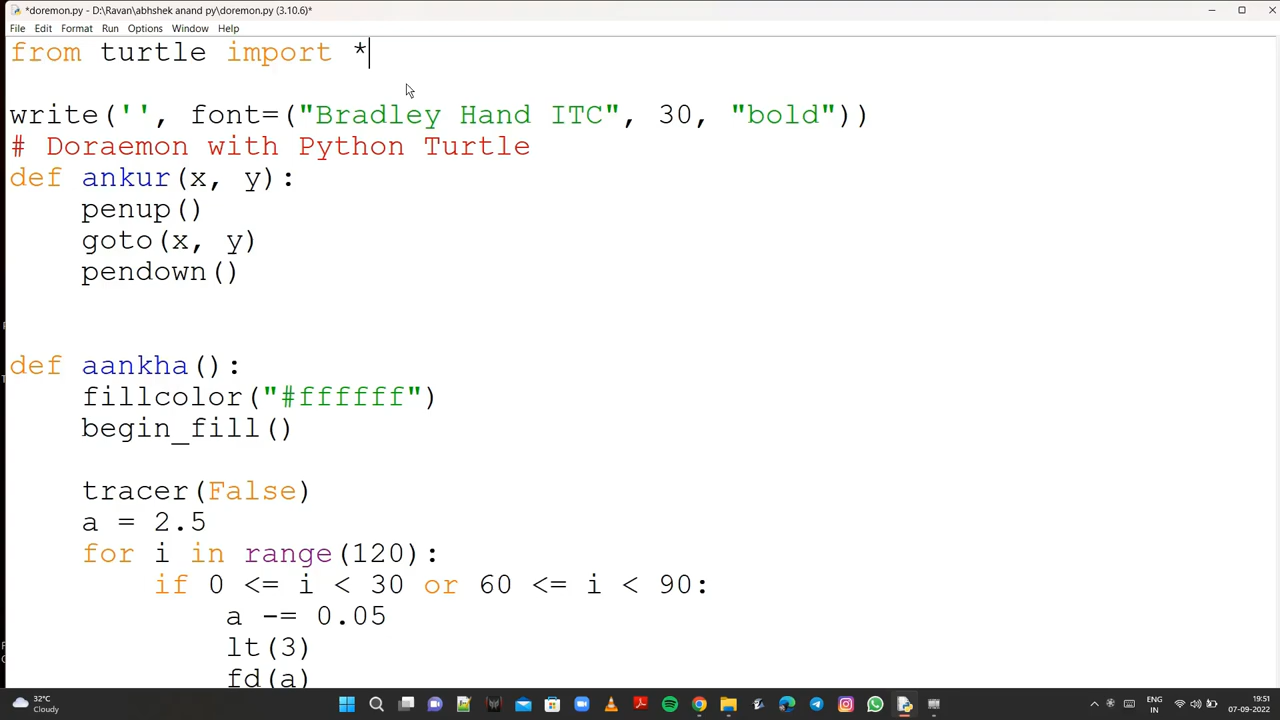 *doremon.py - D:\Ravan\abhshek anand py\doremon.py (3.10.6)*
File Edit Format Run Options Window Help
from turtle import *
write('', font=("Bradley Hand ITC", 30, "bold"))
# Doraemon with Python Turtle
def ankur(x, y):
    penup()
    goto(x, y)
    pendown()
def aankha():
    fillcolor("#ffffff")
    begin_fill()
    tracer(False)
    a = 2.5
    for i in range(120):
        if 0 <= i < 30 or 60 <= i < 90:
            a -= 0.05
            lt(3)
            fd(a)
32°C
Cloudy
ENG
IN
19:51
07-09-2022